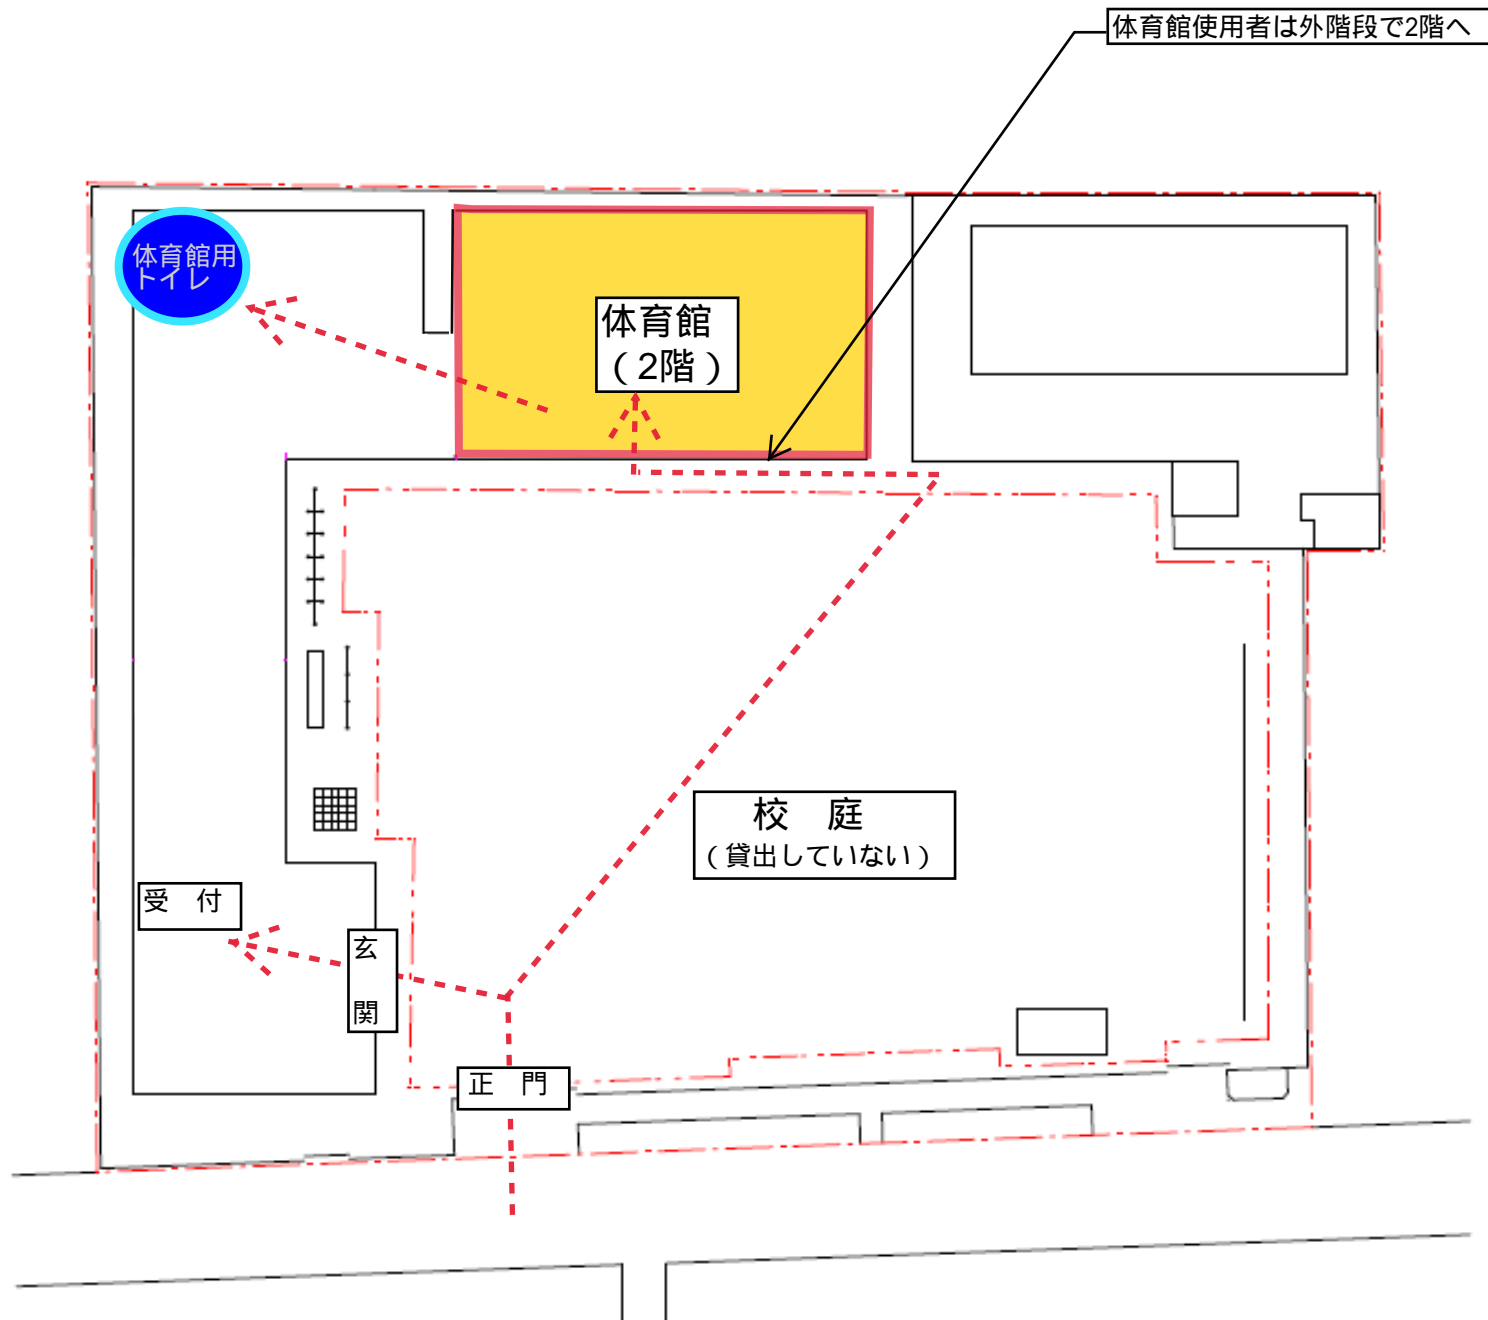 体育館使用者は外階段で2階へ
体育館用
トイレ
体育館
（2階）
校　庭
（貸出していない）
受　付
玄
関
正　門